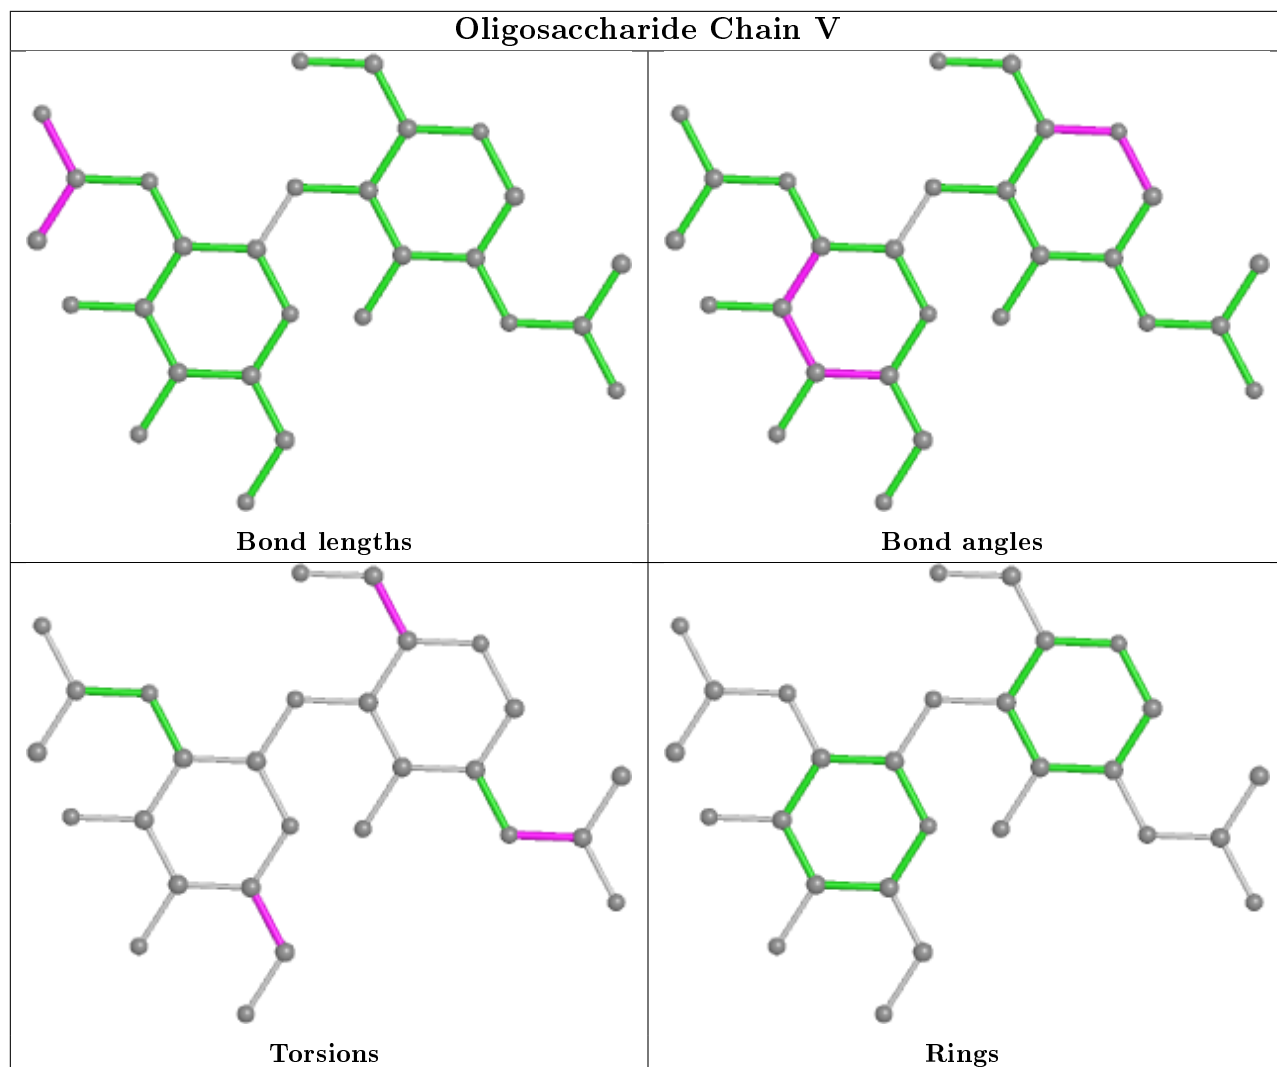 Oligosaccharide Chain V
Bond lengths
Bond angles
Torsions
Rings